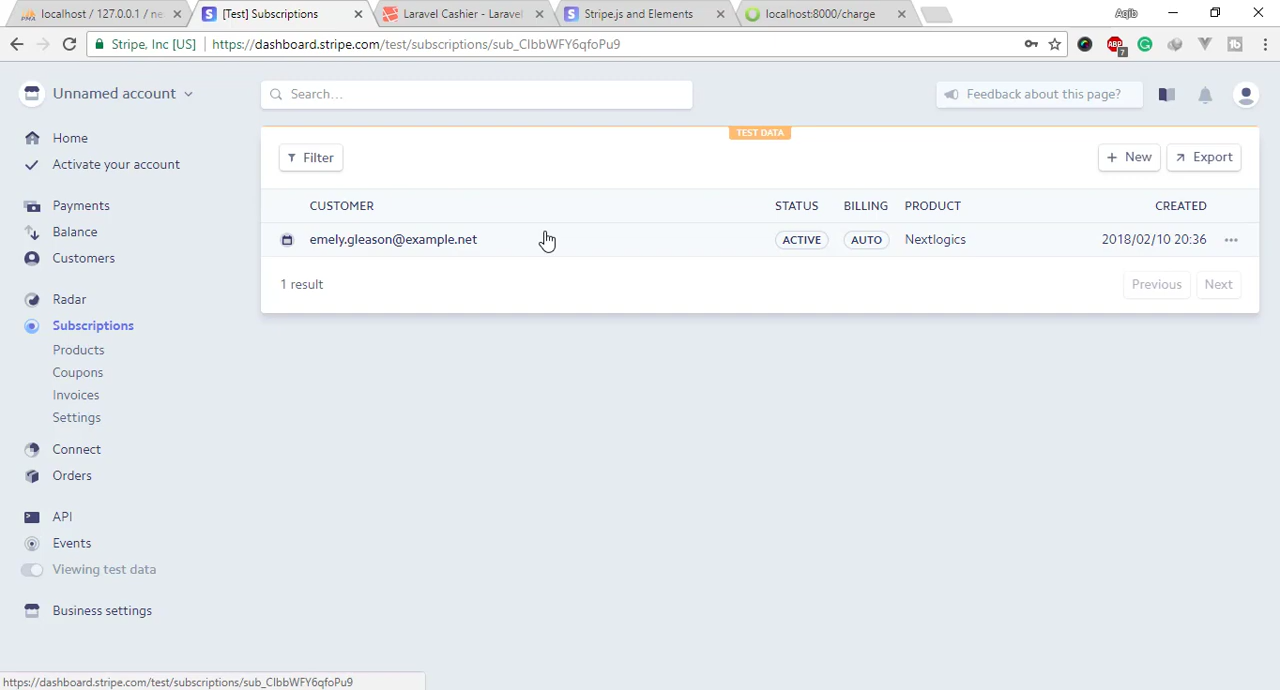 localhost / 127.0.0.1 / ne
[Test] Subscriptions
Laravel Cashier - Laravel
Stripe.js and Elements
localhost:8000/charge
Aqib
Stripe, Inc [US]
https://dashboard.stripe.com/test/subscriptions/sub_CIbbWFY6qfoPu9
ABP
7
tb
Unnamed account
Search...
Feedback about this page?
Home
Activate your account
Payments
Balance
Customers
Radar
Subscriptions
Products
Coupons
Invoices
Settings
Connect
Orders
API
Events
Viewing test data
Business settings
TEST DATA
Filter
+ New
Export
CUSTOMER STATUS BILLING PRODUCT CREATED
emely.gleason@example.net ACTIVE AUTO Nextlogics 2018/02/10 20:36
1 result
Previous
Next
https://dashboard.stripe.com/test/subscriptions/sub_CIbbWFY6qfoPu9